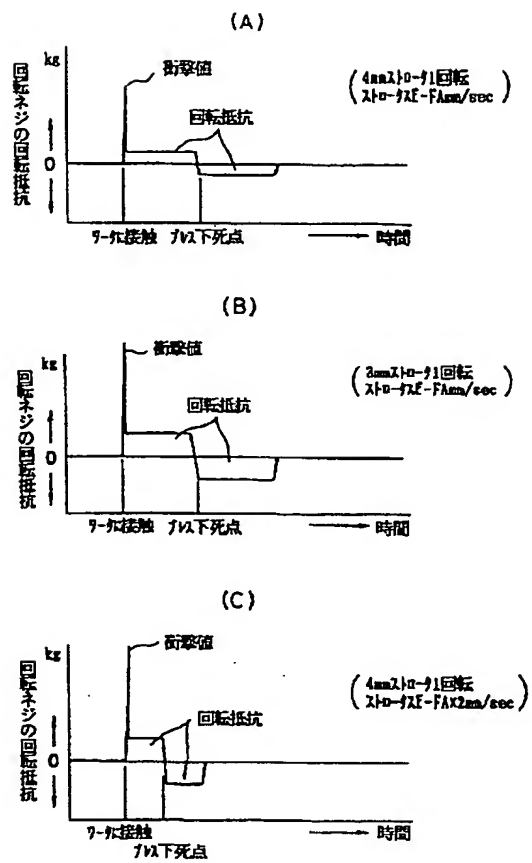 (A)
kg
衝撃値
回転抵抗
(4mmｽﾄﾛｰｸ1回転
ｽﾄﾛｰｸｽﾋﾟｰﾄﾞAmm/sec)
回転ネジの回転抵抗
0
ﾜｰｸに接触 ﾌﾟﾚｽ下死点 時間
(B)
kg
衝撃値
回転抵抗
(2mmｽﾄﾛｰｸ1回転
ｽﾄﾛｰｸｽﾋﾟｰﾄﾞAmm/sec)
回転ネジの回転抵抗
0
ﾜｰｸに接触 ﾌﾟﾚｽ下死点 時間
(C)
kg
衝撃値
回転抵抗
(4mmｽﾄﾛｰｸ1回転
ｽﾄﾛｰｸｽﾋﾟｰﾄﾞA×2mm/sec)
回転ネジの回転抵抗
0
ﾜｰｸに接触 時間
ﾌﾟﾚｽ下死点